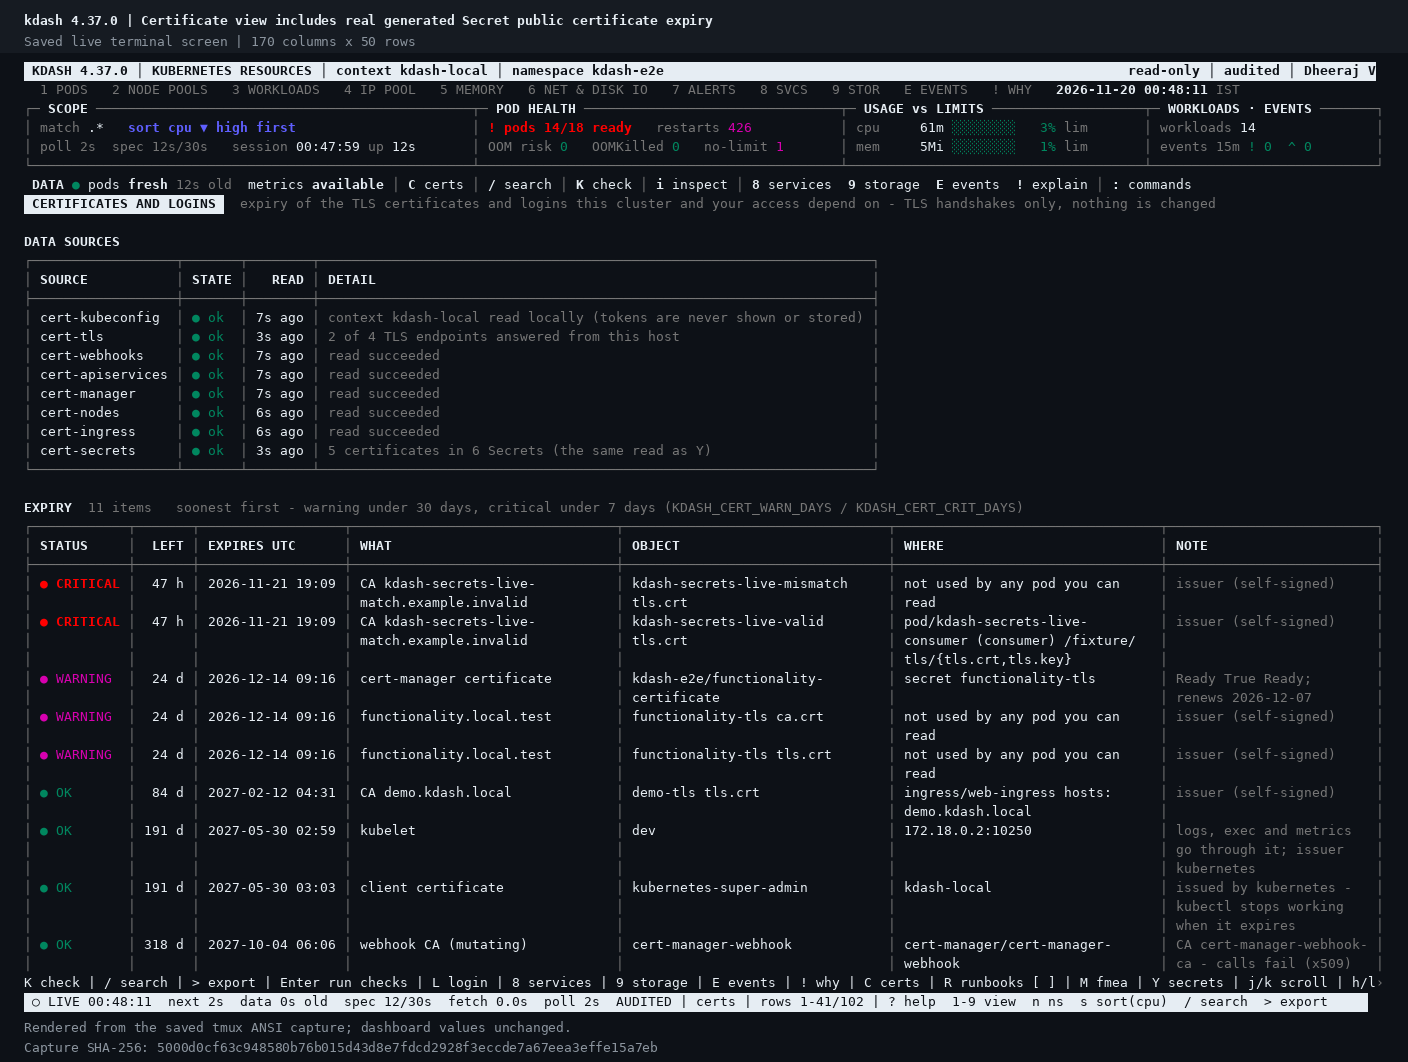 kdash 4.37.0 | Certificate view includes real generated Secret public certificate expiry
Saved live terminal screen | 170 columns x 50 rows
KDASH 4.37.0 │ KUBERNETES RESOURCES │ context kdash-local │ namespace kdash-e2e read-only │ audited │ Dheeraj V
1 PODS 2 NODE POOLS 3 WORKLOADS 4 IP POOL 5 MEMORY 6 NET & DISK IO 7 ALERTS 8 SVCS 9 STOR E EVENTS ! WHY 2026-11-20 00:48:11 IST
SCOPE POD HEALTH USAGE vs LIMITS WORKLOADS · EVENTS
match .* sort cpu ▼ high first │ ! pods 14/18 ready restarts 426 │ cpu 61m ░░░░░░░░ 3% lim │ workloads 14
poll 2s spec 12s/30s session 00:47:59 up 12s │ OOM risk 0 OOMKilled 0 no-limit 1 │ mem 5Mi ░░░░░░░░ 1% lim │ events 15m ! 0 ^ 0
DATA ● pods fresh 12s old metrics available │ C certs │ / search │ K check │ i inspect │ 8 services 9 storage E events ! explain │ : commands
CERTIFICATES AND LOGINS expiry of the TLS certificates and logins this cluster and your access depend on - TLS handshakes only, nothing is changed
DATA SOURCES
SOURCE │ STATE │ READ │ DETAIL
cert-kubeconfig │ ● ok │ 7s ago │ context kdash-local read locally (tokens are never shown or stored)
cert-tls │ ● ok │ 3s ago │ 2 of 4 TLS endpoints answered from this host
cert-webhooks │ ● ok │ 7s ago │ read succeeded
cert-apiservices │ ● ok │ 7s ago │ read succeeded
cert-manager │ ● ok │ 7s ago │ read succeeded
cert-nodes │ ● ok │ 6s ago │ read succeeded
cert-ingress │ ● ok │ 6s ago │ read succeeded
cert-secrets │ ● ok │ 3s ago │ 5 certificates in 6 Secrets (the same read as Y)
EXPIRY 11 items soonest first - warning under 30 days, critical under 7 days (KDASH_CERT_WARN_DAYS / KDASH_CERT_CRIT_DAYS)
STATUS │ LEFT │ EXPIRES UTC │ WHAT │ OBJECT │ WHERE │ NOTE
● CRITICAL │ 47 h │ 2026-11-21 19:09 │ CA kdash-secrets-live- │ kdash-secrets-live-mismatch │ not used by any pod you can │ issuer (self-signed)
match.example.invalid │ tls.crt │ read
● CRITICAL │ 47 h │ 2026-11-21 19:09 │ CA kdash-secrets-live- │ kdash-secrets-live-valid │ pod/kdash-secrets-live- │ issuer (self-signed)
match.example.invalid │ tls.crt │ consumer (consumer) /fixture/
tls/{tls.crt,tls.key}
● WARNING │ 24 d │ 2026-12-14 09:16 │ cert-manager certificate │ kdash-e2e/functionality- │ secret functionality-tls │ Ready True Ready;
certificate │ renews 2026-12-07
● WARNING │ 24 d │ 2026-12-14 09:16 │ functionality.local.test │ functionality-tls ca.crt │ not used by any pod you can │ issuer (self-signed)
read
● WARNING │ 24 d │ 2026-12-14 09:16 │ functionality.local.test │ functionality-tls tls.crt │ not used by any pod you can │ issuer (self-signed)
read
● OK │ 84 d │ 2027-02-12 04:31 │ CA demo.kdash.local │ demo-tls tls.crt │ ingress/web-ingress hosts: │ issuer (self-signed)
demo.kdash.local
● OK │ 191 d │ 2027-05-30 02:59 │ kubelet │ dev │ 172.18.0.2:10250 │ logs, exec and metrics
go through it; issuer
kubernetes
● OK │ 191 d │ 2027-05-30 03:03 │ client certificate │ kubernetes-super-admin │ kdash-local │ issued by kubernetes -
kubectl stops working
when it expires
● OK │ 318 d │ 2027-10-04 06:06 │ webhook CA (mutating) │ cert-manager-webhook │ cert-manager/cert-manager- │ CA cert-manager-webhook-
webhook │ ca - calls fail (x509)
K check | / search | > export | Enter run checks | L login | 8 services | 9 storage | E events | ! why | C certs | R runbooks [ ] | M fmea | Y secrets | j/k scroll | h/l›
○ LIVE 00:48:11 next 2s data 0s old spec 12/30s fetch 0.0s poll 2s AUDITED | certs | rows 1-41/102 | ? help 1-9 view n ns s sort(cpu) / search > export
Rendered from the saved tmux ANSI capture; dashboard values unchanged.
Capture SHA-256: 5000d0cf63c948580b76b015d43d8e7fdcd2928f3eccde7a67eea3effe15a7eb